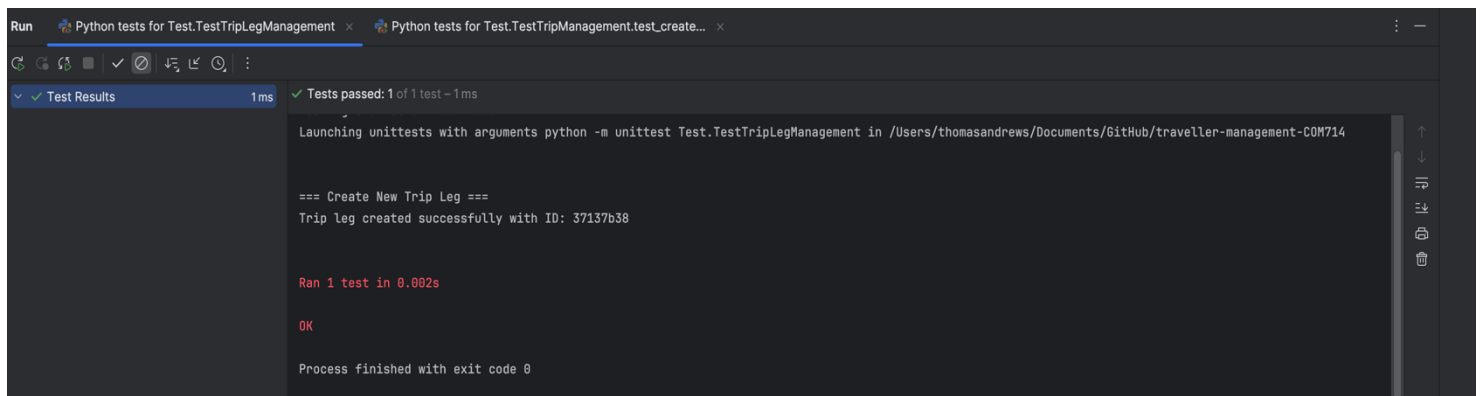 Run Python tests for Test.TestTripLegManagement × Python tests for Test.TestTripManagement.test_create... ×
Test Results 1 ms
Tests passed: 1 of 1 test – 1 ms
Launching unittests with arguments python -m unittest Test.TestTripLegManagement in /Users/thomasandrews/Documents/GitHub/traveller-management-COM714
=== Create New Trip Leg ===
Trip leg created successfully with ID: 37137b38
Ran 1 test in 0.002s
OK
Process finished with exit code 0